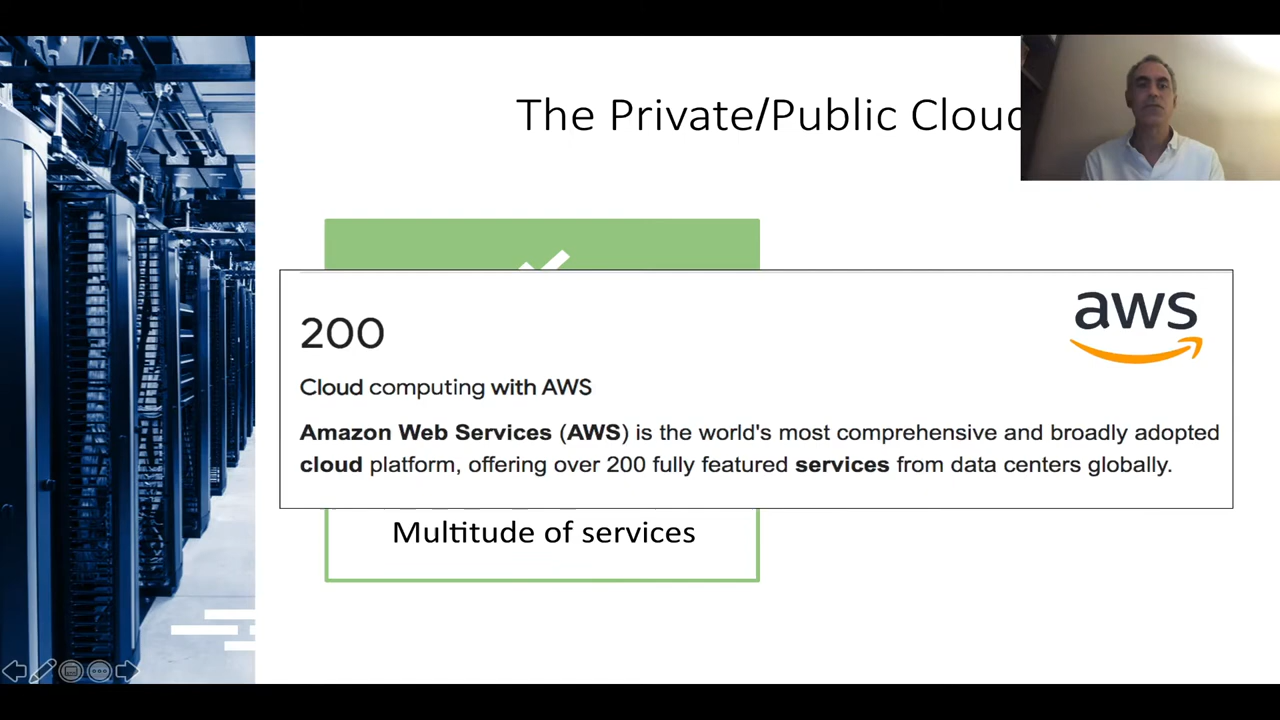 The Private/Public Cloud
200
aws
Cloud computing with AWS
Amazon Web Services (AWS) is the world's most comprehensive and broadly adopted
cloud platform, offering over 200 fully featured services from data centers globally.
Multitude of services